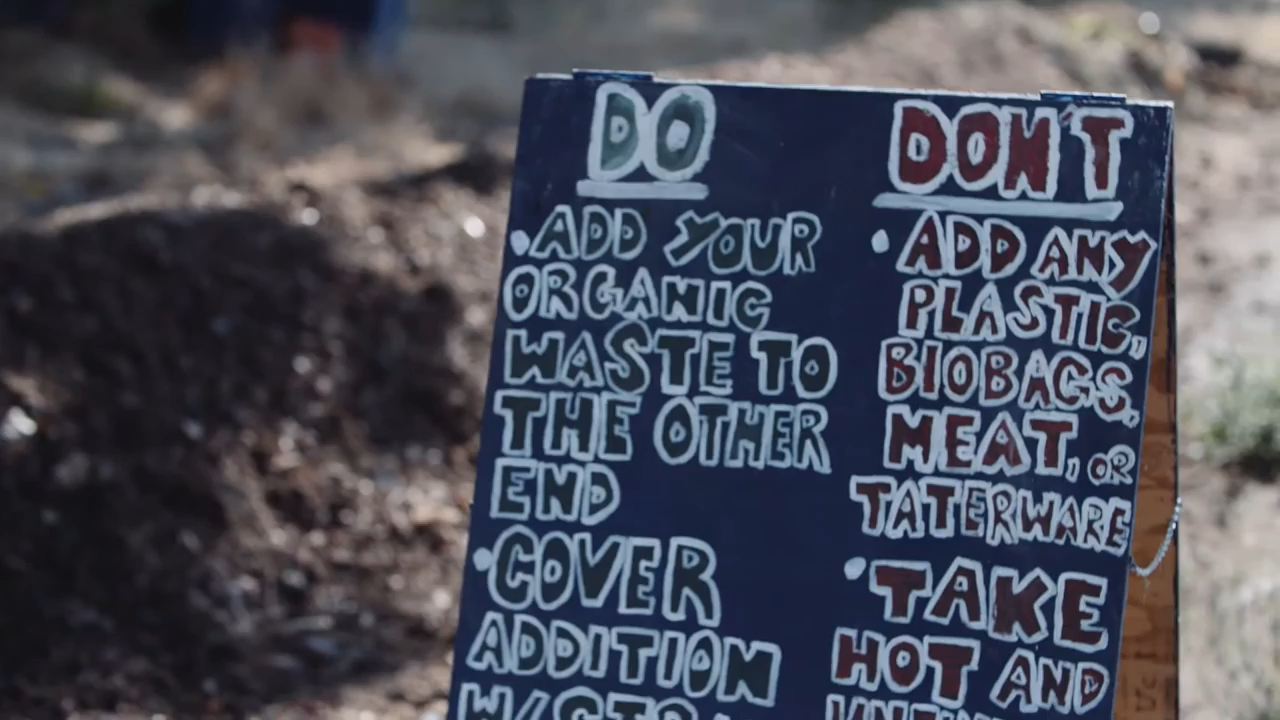 DO
• ADD YOUR
ORGANIC
WASTE TO
THE OTHER
END
• COVER
ADDITION
DON'T
• ADD ANY
PLASTIC,
BIOBAGS,
MEAT, OR
TATERWARE
• TAKE
HOT AND